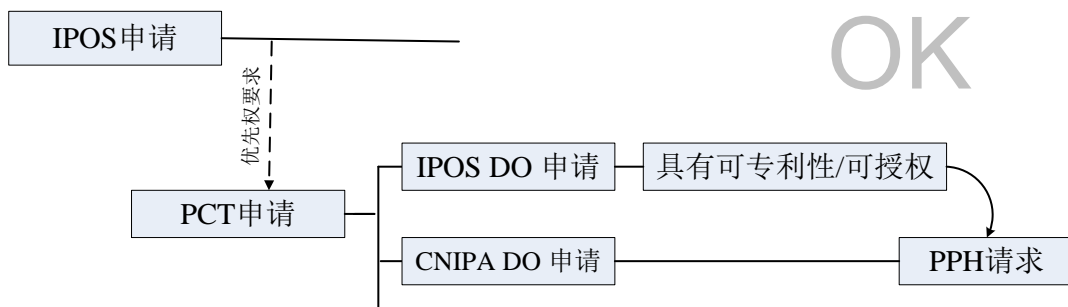 IPOS申请
OK
优先权要求
IPOS DO 申请
具有可专利性/可授权
PCT申请
CNIPA DO 申请
PPH请求